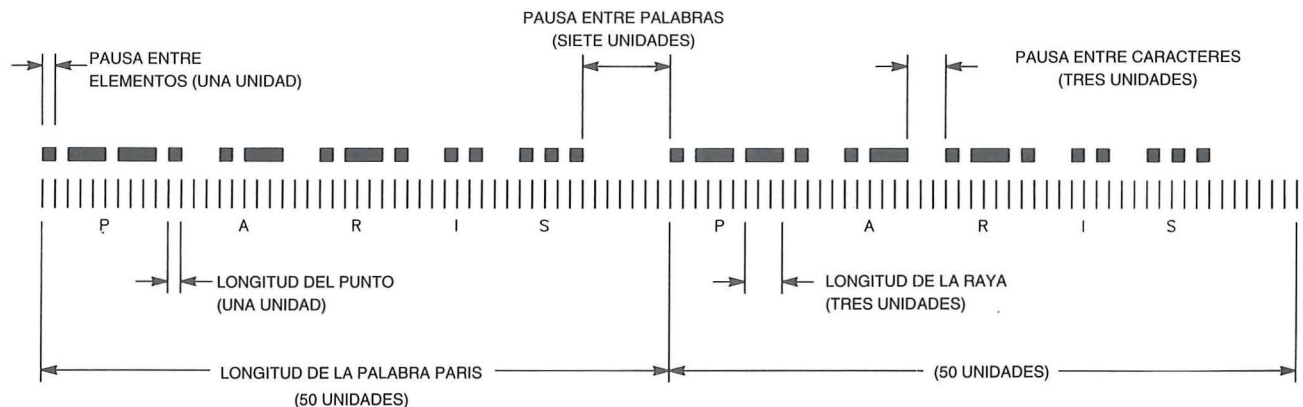 PAUSA ENTRE PALABRAS
(SIETE UNIDADES)
PAUSA ENTRE
ELEMENTOS (UNA UNIDAD)
PAUSA ENTRE CARACTERES
(TRES UNIDADES)
P A R I S P A R I S
LONGITUD DEL PUNTO
(UNA UNIDAD)
LONGITUD DE LA RAYA
(TRES UNIDADES)
LONGITUD DE LA PALABRA PARIS
(50 UNIDADES)
(50 UNIDADES)